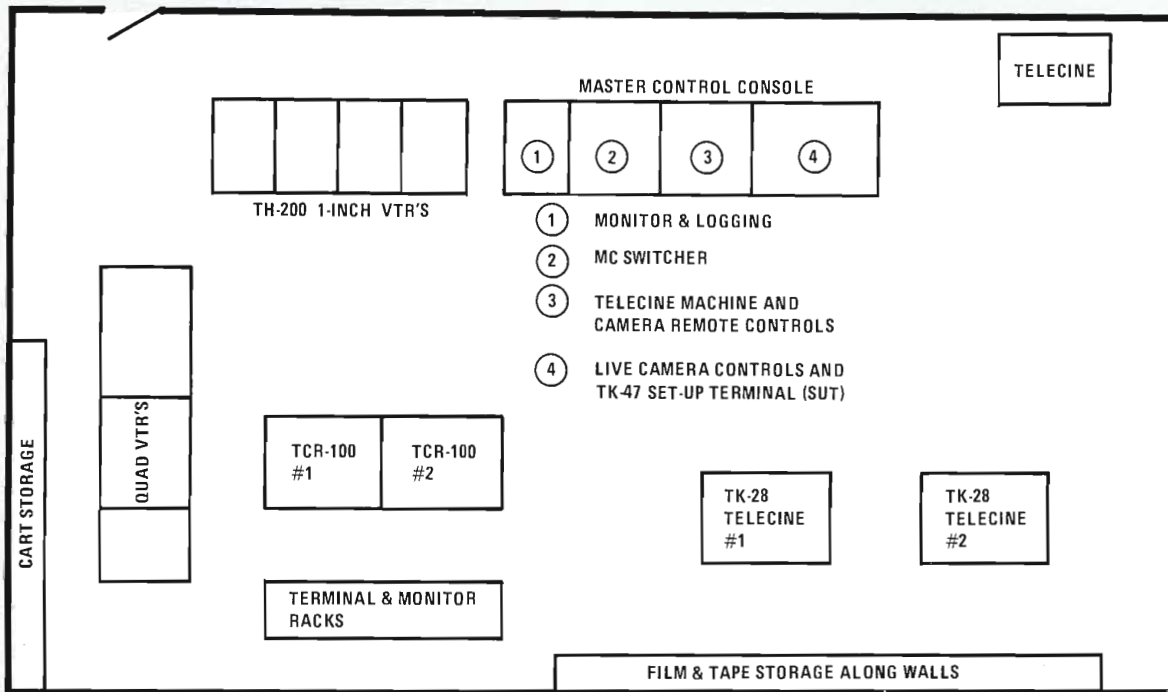 TELECINE
MASTER CONTROL CONSOLE
1
2
3
4
TH-200 1-INCH VTR'S
1 MONITOR & LOGGING
2 MC SWITCHER
3 TELECINE MACHINE AND
CAMERA REMOTE CONTROLS
4 LIVE CAMERA CONTROLS AND
TK-47 SET-UP TERMINAL (SUT)
CART STORAGE
QUAD VTR'S
TCR-100
#1
TCR-100
#2
TK-28
TELECINE
#1
TK-28
TELECINE
#2
TERMINAL & MONITOR
RACKS
FILM & TAPE STORAGE ALONG WALLS